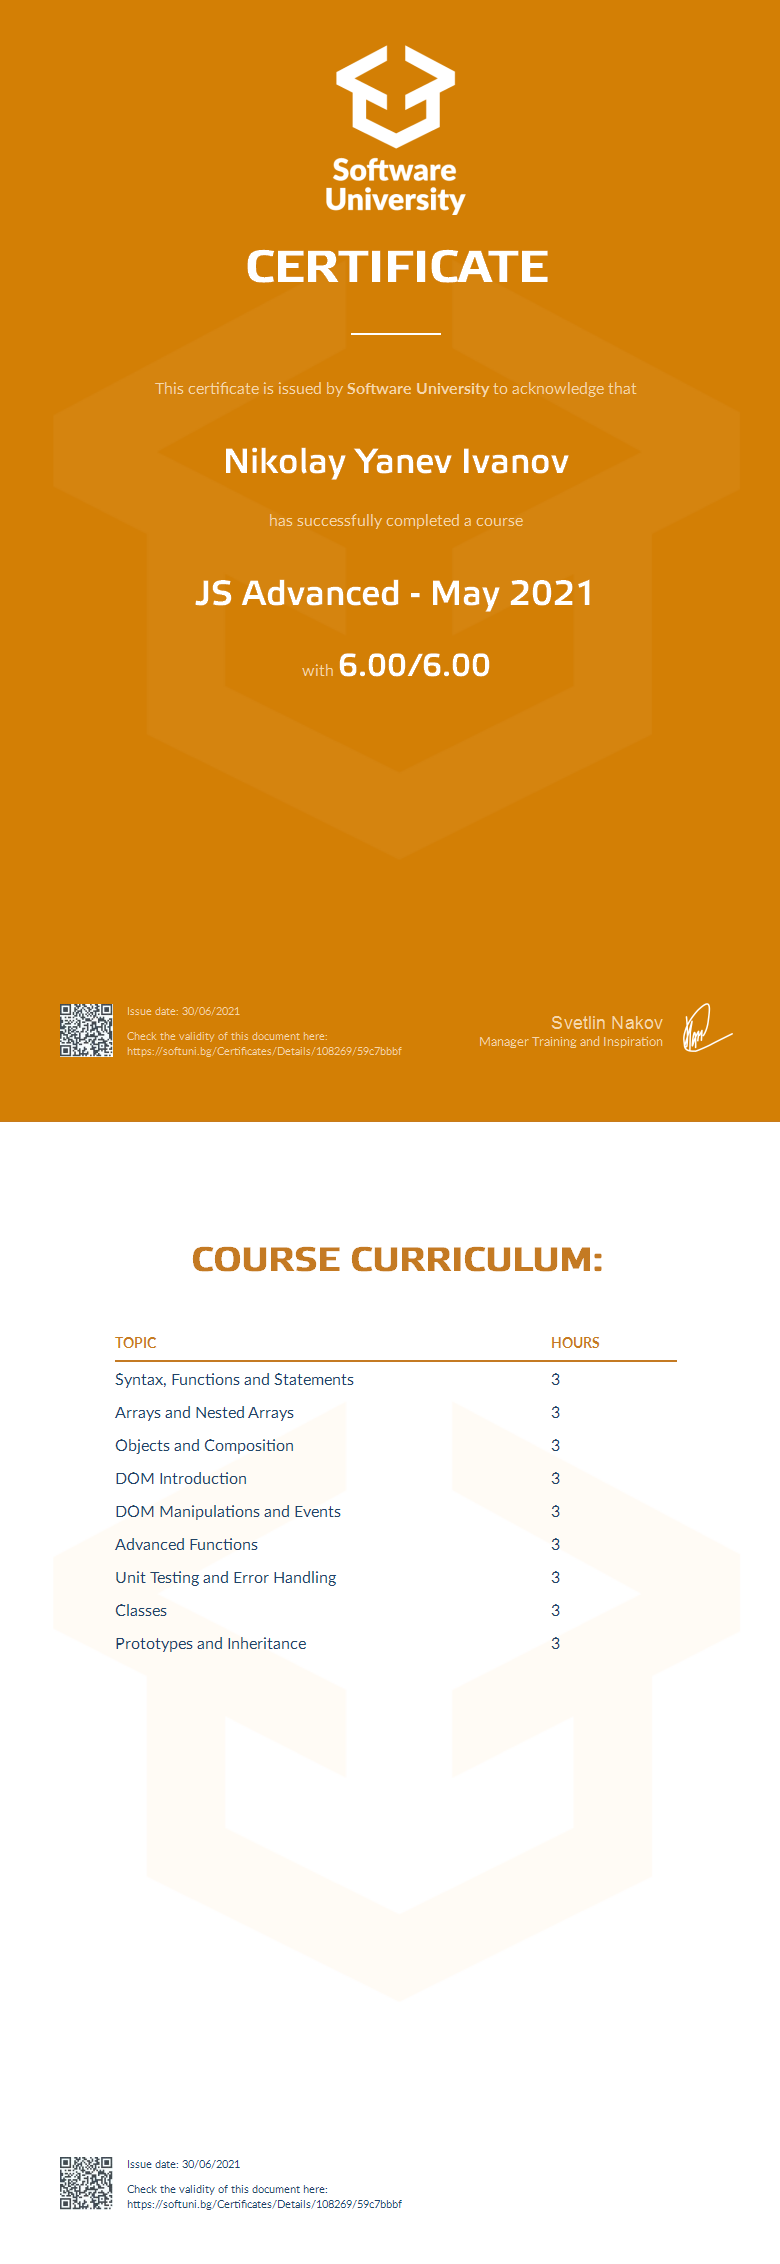 Software
University
CERTIFICATE
This certificate is issued by Software University to acknowledge that
Nikolay Yanev Ivanov
has successfully completed a course
JS Advanced - May 2021
with 6.00/6.00
Issue date: 30/06/2021
Check the validity of this document here:
https://softuni.bg/Certificates/Details/108269/59c7bbbf
Svetlin Nakov
Manager Training and Inspiration
COURSE CURRICULUM:
TOPIC HOURS
Syntax, Functions and Statements 3
Arrays and Nested Arrays 3
Objects and Composition 3
DOM Introduction 3
DOM Manipulations and Events 3
Advanced Functions 3
Unit Testing and Error Handling 3
Classes 3
Prototypes and Inheritance 3
Issue date: 30/06/2021
Check the validity of this document here:
https://softuni.bg/Certificates/Details/108269/59c7bbbf